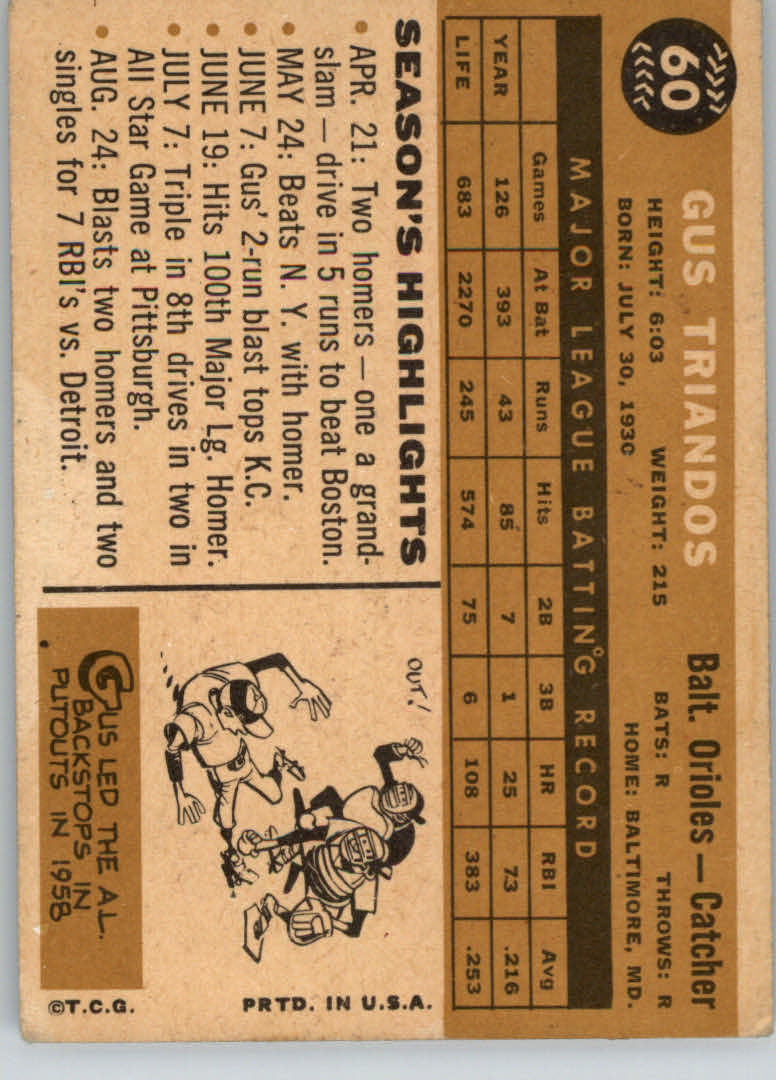 60
GUS TRIANDOS Balt. Orioles — Catcher
HEIGHT: 6:03 WEIGHT: 215 BATS: R THROWS: R
BORN: JULY 30, 1930 HOME: BALTIMORE, MD.
MAJOR LEAGUE BATTING RECORD
Games At Bat Runs Hits 2B 3B HR RBI Avg
YEAR 126 393 43 85 7 1 25 73 .216
LIFE 683 2270 245 574 75 6 108 383 .253
SEASON'S HIGHLIGHTS
• APR. 21: Two homers — one a grand-
slam — drive in 5 runs to beat Boston.
• MAY 24: Beats N. Y. with homer.
• JUNE 7: Gus' 2-run blast tops K.C.
• JUNE 19: Hits 100th Major Lg. Homer.
• JULY 7: Triple in 8th drives in two in
All Star Game at Pittsburgh.
• AUG. 24: Blasts two homers and two
singles for 7 RBI's vs. Detroit.
OUT!
GUS LED THE A.L.
BACKSTOPS IN
PUTOUTS IN 1958
©T.C.G. PRTD. IN U.S.A.